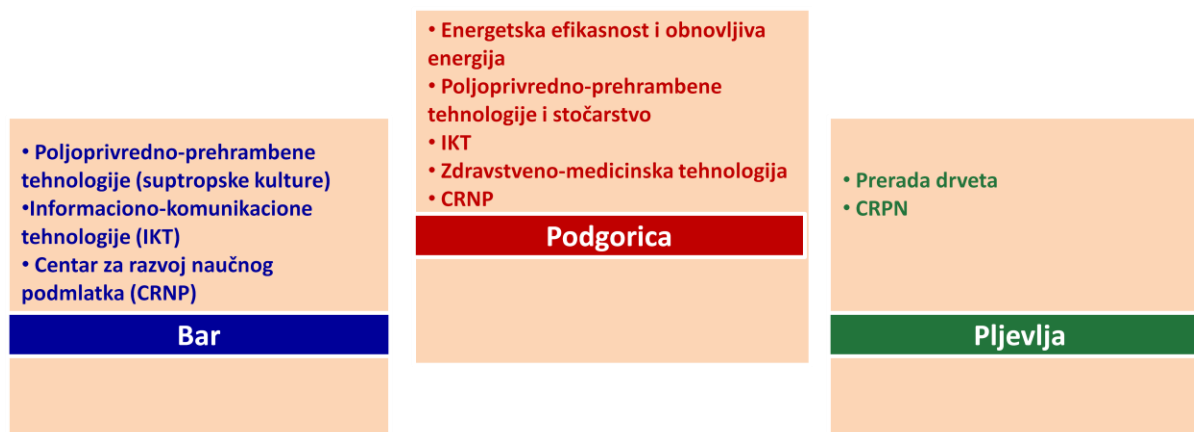 • Poljoprivredno-prehrambene
tehnologije (suptropske kulture)
•Informaciono-komunikacione
tehnologije (IKT)
• Centar za razvoj naučnog
podmlatka (CRNP)
Bar
• Energetska efikasnost i obnovljiva
energija
• Poljoprivredno-prehrambene
tehnologije i stočarstvo
• IKT
• Zdravstveno-medicinska tehnologija
• CRNP
Podgorica
• Prerada drveta
• CRPN
Pljevlja